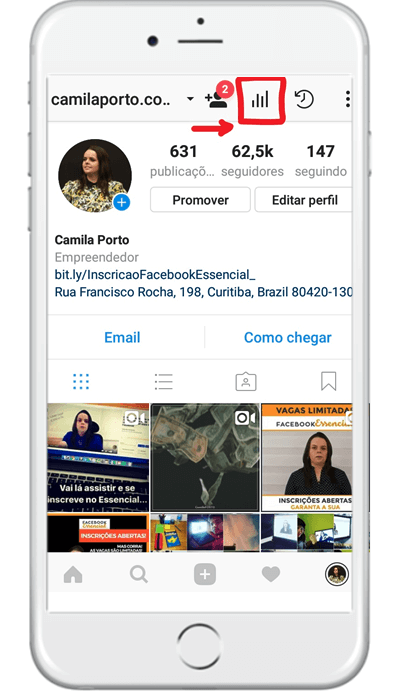 camilaporto.co..
2
631
62,5k
147
publicaçõ...
seguidores
seguindo
Promover
Editar perfil
Camila Porto
Empreendedor
bit.ly/InscricaoFacebookEssencial_
Rua Francisco Rocha, 198, Curitiba, Brazil 80420-130
Email
Como chegar
Vai lá assistir e se
inscreve no Essencial...
VAGAS LIMITADA
FACEBOOK Essencial
INSCRIÇÕES ABERTAS!
GARANTA A SUA
FACEBOOK
Essencial
INSCRIÇÕES ABERTAS!
MAS CORRA!
AS VAGAS SÃO LIMITADAS!